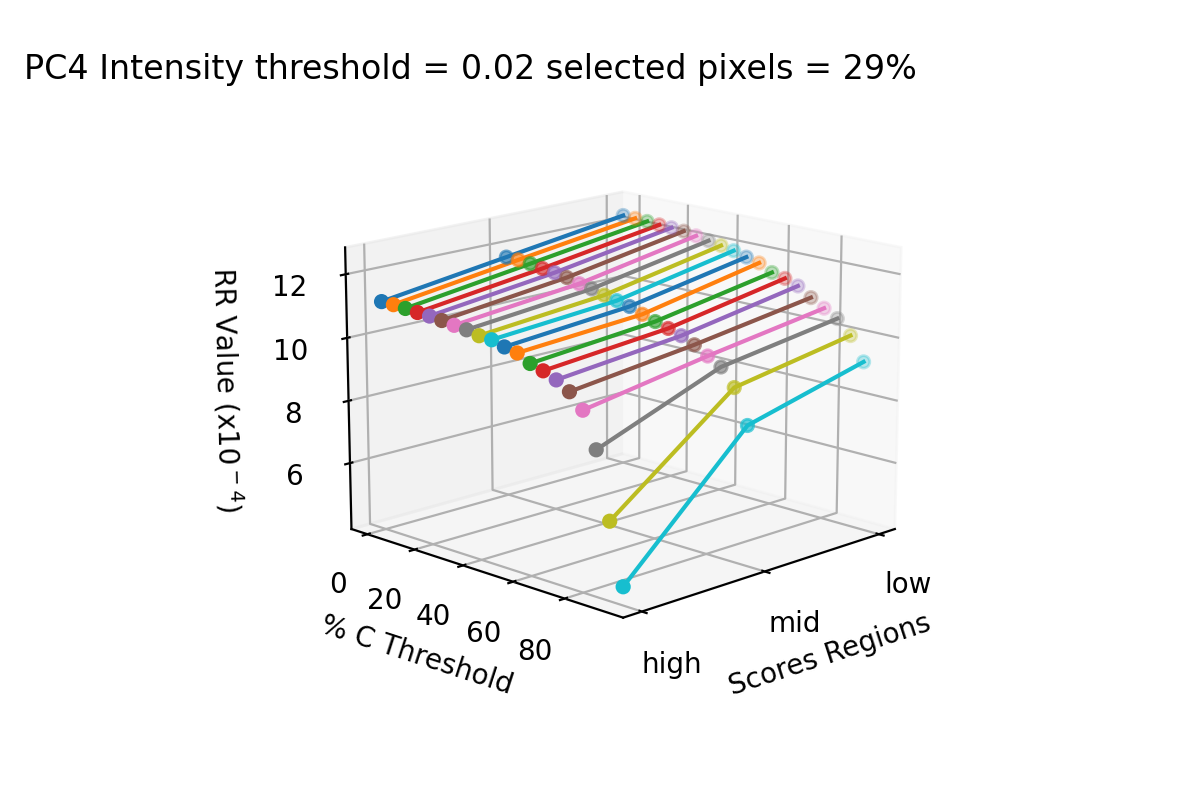 PC4 Intensity threshold = 0.02 selected pixels = 29%
12
10
8
6
RR Value (x10⁻⁴)
0
20
40
60
80
% C Threshold
low
mid
high
Scores Regions